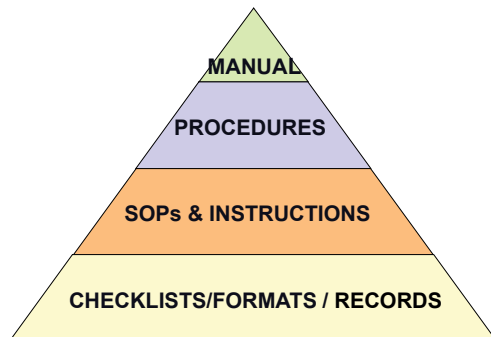 MANUAL
PROCEDURES
SOPs & INSTRUCTIONS
CHECKLISTS/FORMATS / RECORDS